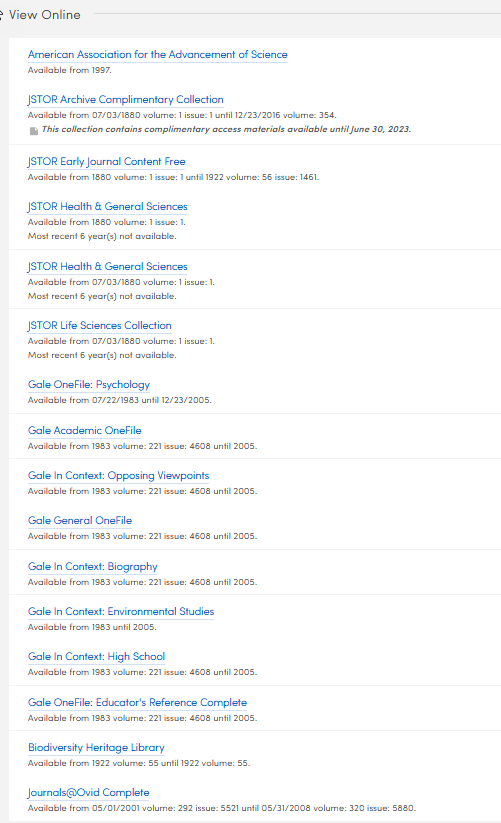 View Online
American Association for the Advancement of Science
Available from 1997.
JSTOR Archive Complimentary Collection
Available from 07/03/1880 volume: 1 issue: 1 until 12/23/2016 volume: 354.
This collection contains complimentary access materials available until June 30, 2023.
JSTOR Early Journal Content Free
Available from 1880 volume: 1 issue: 1 until 1922 volume: 56 issue: 1461.
JSTOR Health & General Sciences
Available from 1880 volume: 1 issue: 1.
Most recent 6 year(s) not available.
JSTOR Health & General Sciences
Available from 07/03/1880 volume: 1 issue: 1.
Most recent 6 year(s) not available.
JSTOR Life Sciences Collection
Available from 07/03/1880 volume: 1 issue: 1.
Most recent 6 year(s) not available.
Gale OneFile: Psychology
Available from 07/22/1983 until 12/23/2005.
Gale Academic OneFile
Available from 1983 volume: 221 issue: 4608 until 2005.
Gale In Context: Opposing Viewpoints
Available from 1983 volume: 221 issue: 4608 until 2005.
Gale General OneFile
Available from 1983 volume: 221 issue: 4608 until 2005.
Gale In Context: Biography
Available from 1983 volume: 221 issue: 4608 until 2005.
Gale In Context: Environmental Studies
Available from 1983 until 2005.
Gale In Context: High School
Available from 1983 volume: 221 issue: 4608 until 2005.
Gale OneFile: Educator's Reference Complete
Available from 1983 volume: 221 issue: 4608 until 2005.
Biodiversity Heritage Library
Available from 1922 volume: 55 until 1922 volume: 55.
Journals@Ovid Complete
Available from 05/01/2001 volume: 292 issue: 5521 until 05/31/2008 volume: 320 issue: 5880.